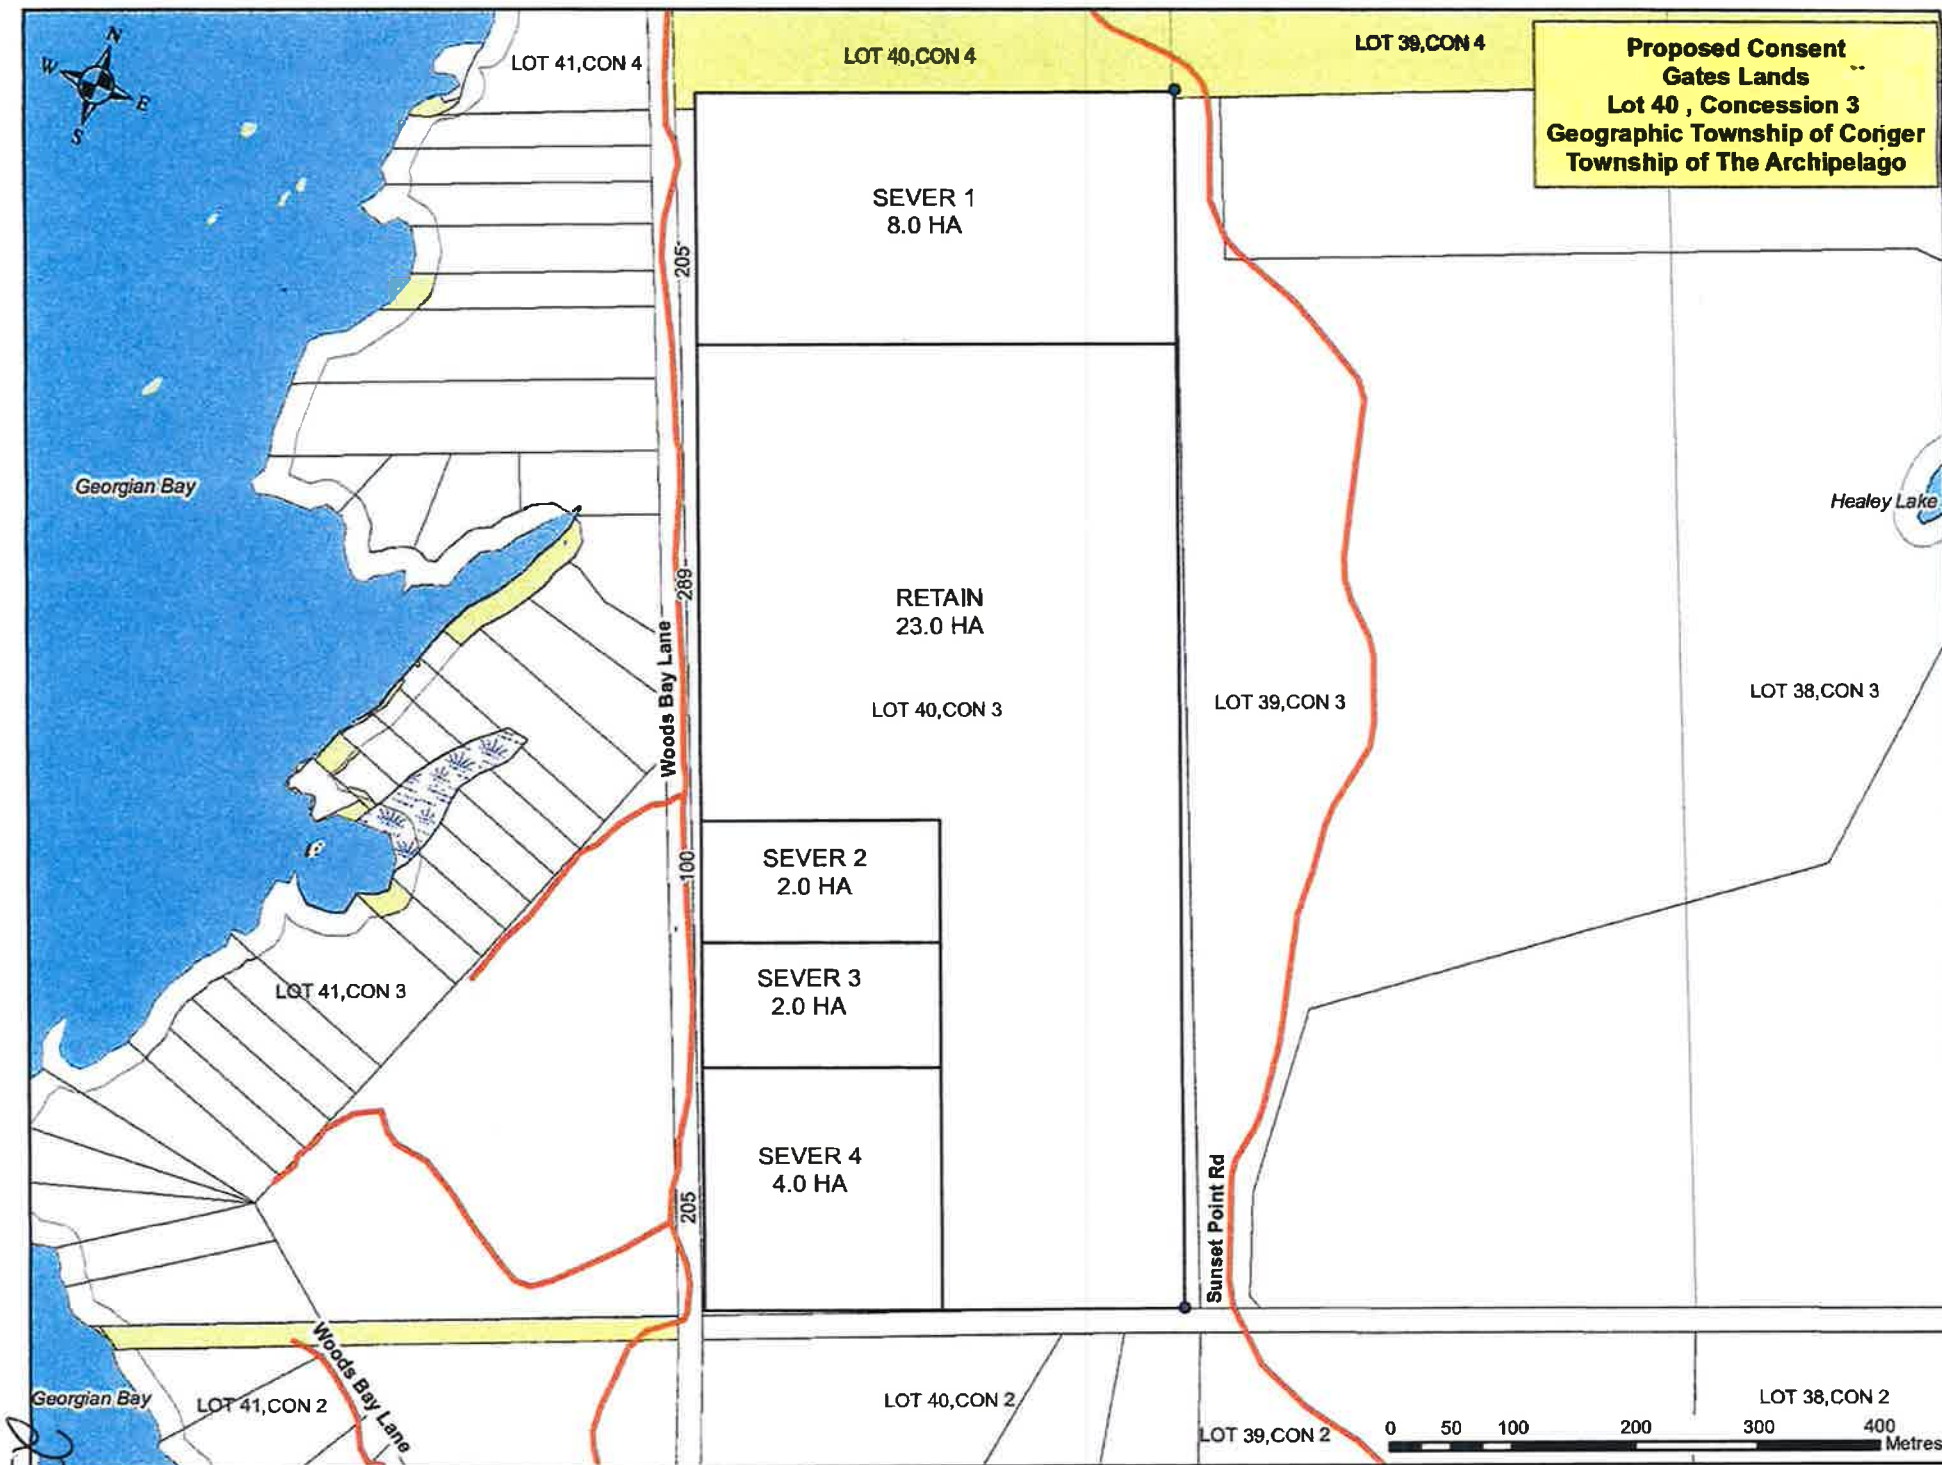 N
W
E
S
LOT 41,CON 4
LOT 40,CON 4
LOT 39,CON 4
Proposed Consent
Gates Lands
Lot 40 , Concession 3
Geographic Township of Conger
Township of The Archipelago
SEVER 1
8.0 HA
205
Georgian Bay
Healey Lake
289
RETAIN
23.0 HA
Woods Bay Lane
LOT 40,CON 3
LOT 39,CON 3
LOT 38,CON 3
SEVER 2
2.0 HA
100
SEVER 3
2.0 HA
LOT 41,CON 3
SEVER 4
4.0 HA
205
Sunset Point Rd
Woods Bay Lane
Georgian Bay
LOT 41,CON 2
LOT 40,CON 2
LOT 39,CON 2
LOT 38,CON 2
0 50 100 200 300 400
Metres